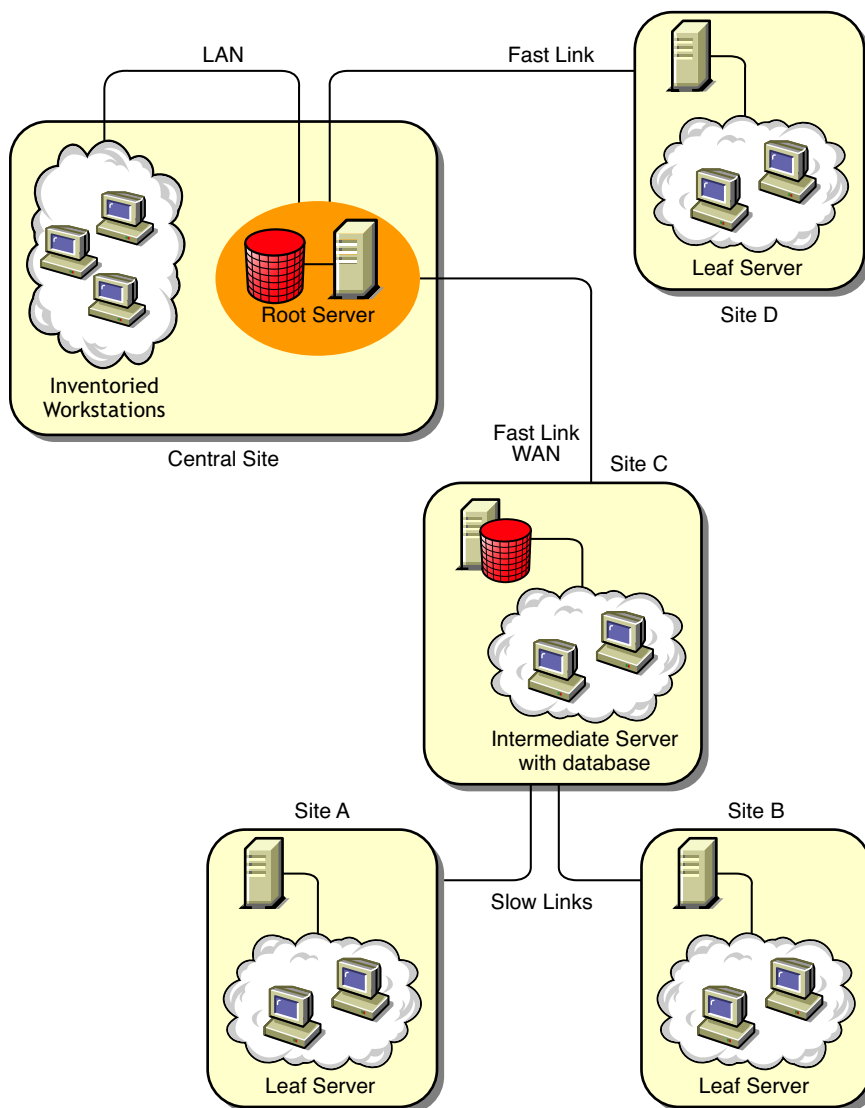 LAN
Fast Link
Leaf Server
Site D
Root Server
Inventoried
Workstations
Central Site
Fast Link
WAN
Site C
Intermediate Server
with database
Site A
Site B
Slow Links
Leaf Server
Leaf Server